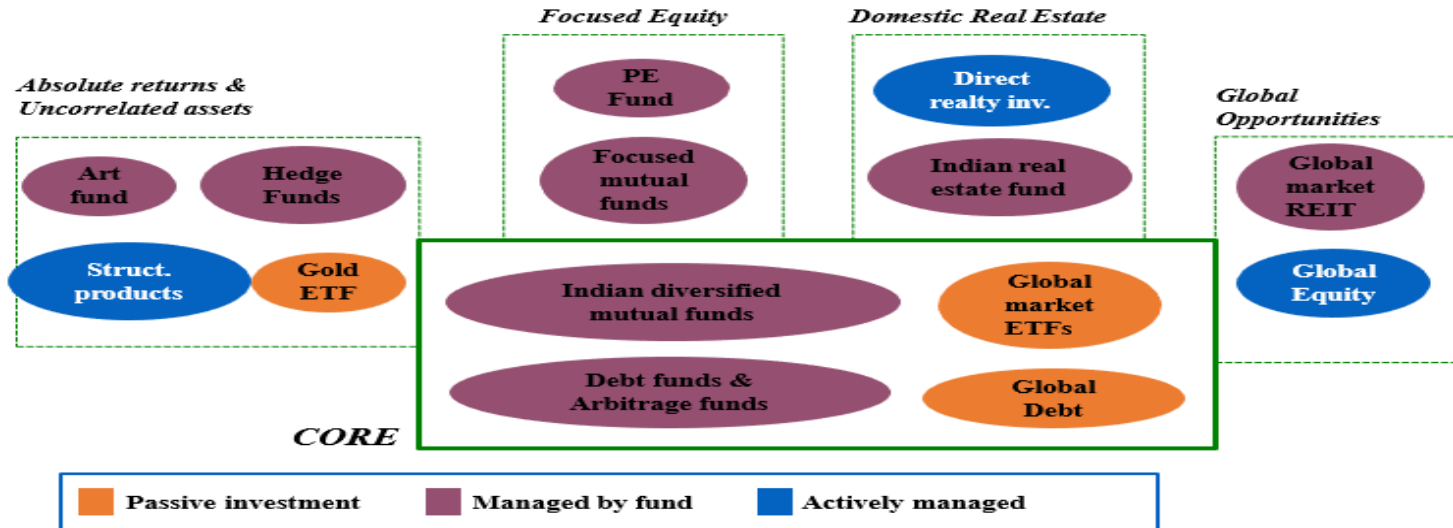 Focused Equity
Domestic Real Estate
Absolute returns &
Uncorrelated assets
Global
Opportunities
PE
Fund
Focused
mutual
funds
Direct
realty inv.
Indian real
estate fund
Art
fund
Hedge
Funds
Struct.
products
Gold
ETF
Global
market
REIT
Global
Equity
Indian diversified
mutual funds
Global
market
ETFs
Debt funds &
Arbitrage funds
Global
Debt
CORE
Passive investment
Managed by fund
Actively managed